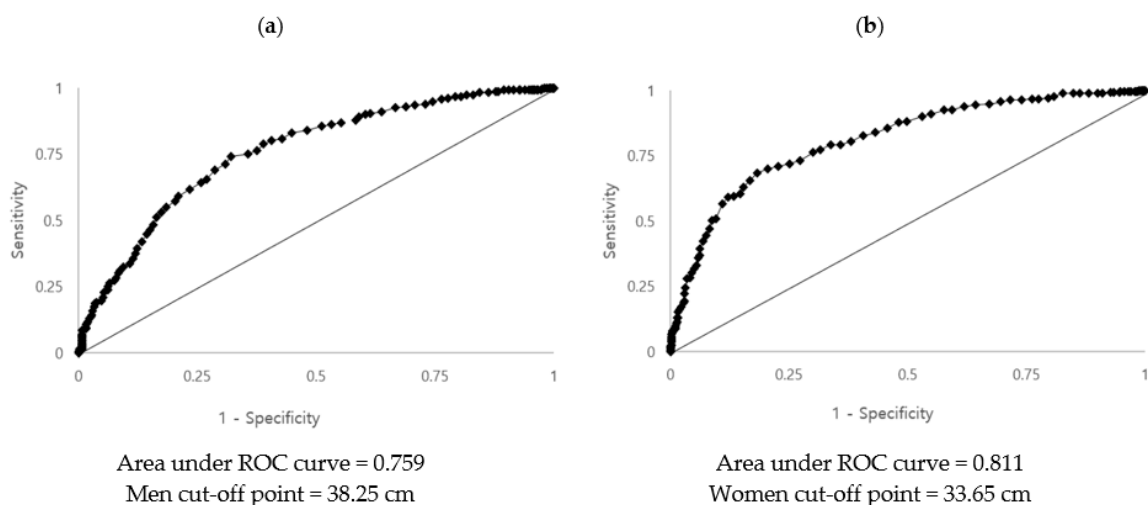 (a)
1
0.75
0.5
0.25
0
Sensitivity
0 0.25 0.5 0.75 1
1 - Specificity
Area under ROC curve = 0.759
Men cut-off point = 38.25 cm
(b)
1
0.75
0.5
0.25
0
Sensitivity
0 0.25 0.5 0.75 1
1 - Specificity
Area under ROC curve = 0.811
Women cut-off point = 33.65 cm